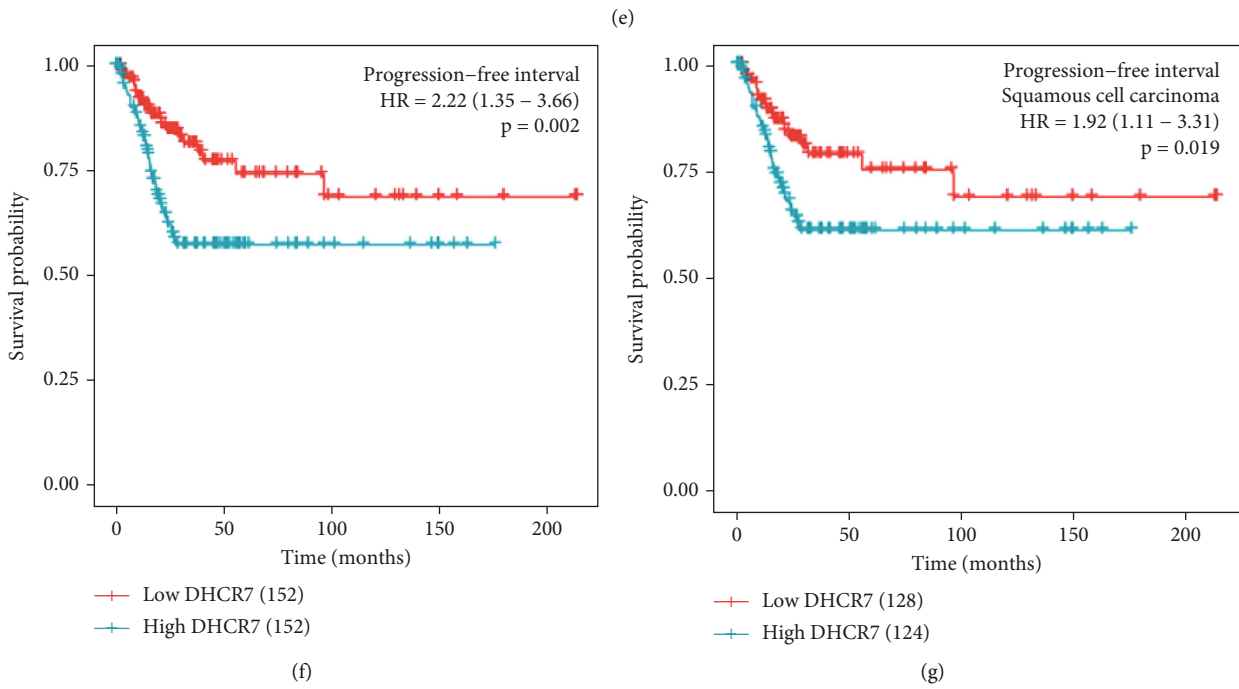 (e)
1.00
0.75
0.50
0.25
0.00
Survival probability
Progression−free interval
HR = 2.22 (1.35 − 3.66)
p = 0.002
0 50 100 150 200
Time (months)
Low DHCR7 (152)
High DHCR7 (152)
(f)
1.00
0.75
0.50
0.25
0.00
Survival probability
Progression−free interval
Squamous cell carcinoma
HR = 1.92 (1.11 − 3.31)
p = 0.019
0 50 100 150 200
Time (months)
Low DHCR7 (128)
High DHCR7 (124)
(g)